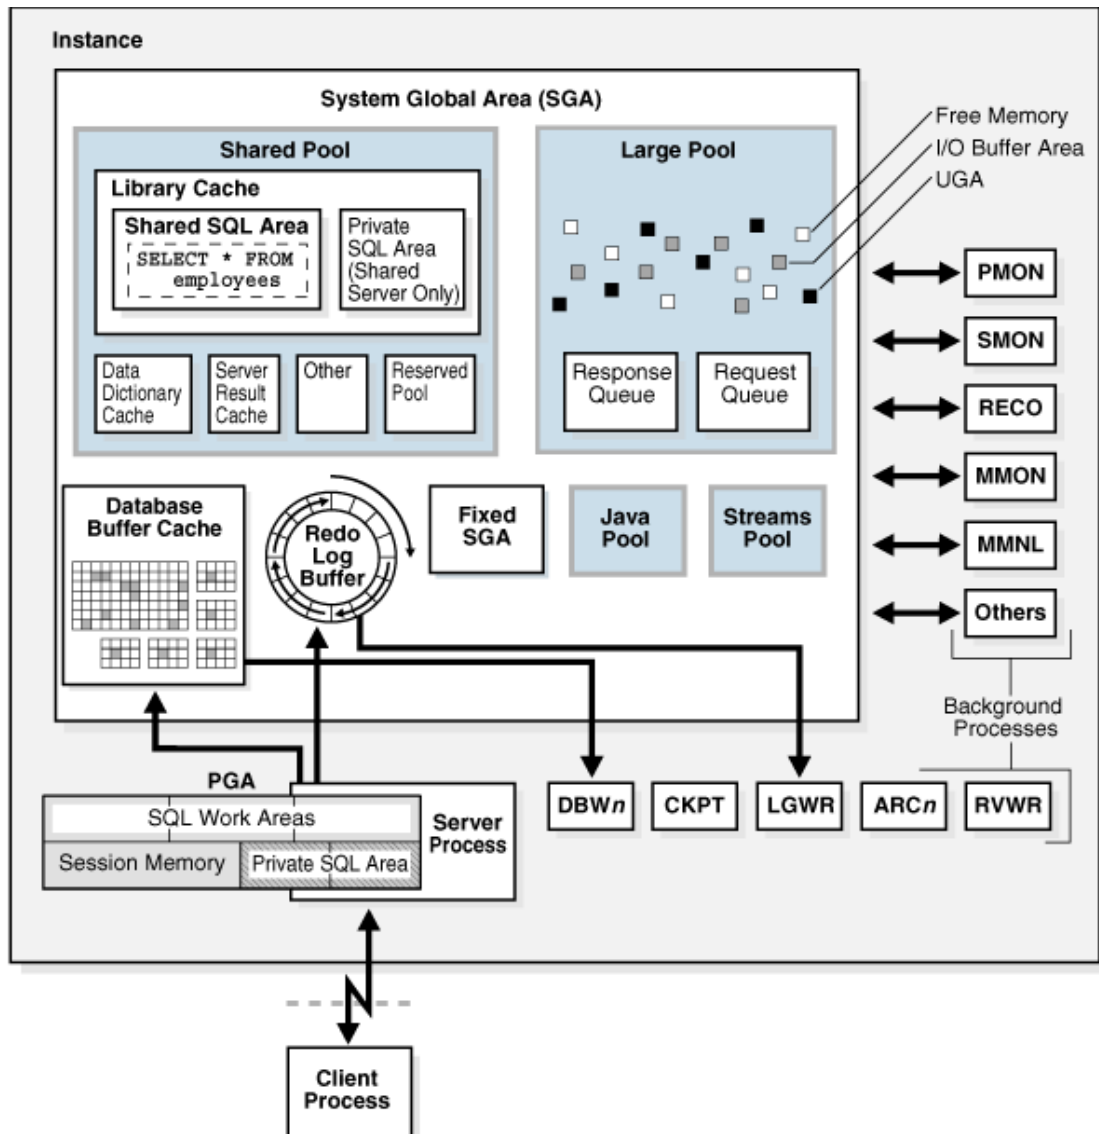 Instance
System Global Area (SGA)
Shared Pool
Library Cache
Shared SQL Area
SELECT * FROM
employees
Private
SQL Area
(Shared
Server Only)
Data
Dictionary
Cache
Server
Result
Cache
Other
Reserved
Pool
Large Pool
Response
Queue
Request
Queue
Free Memory
I/O Buffer Area
UGA
Database
Buffer Cache
Redo
Log
Buffer
Fixed
SGA
Java
Pool
Streams
Pool
PMON
SMON
RECO
MMON
MMNL
Others
Background
Processes
PGA
SQL Work Areas
Session Memory
Private SQL Area
Server
Process
DBWn
CKPT
LGWR
ARCn
RVWR
Client
Process